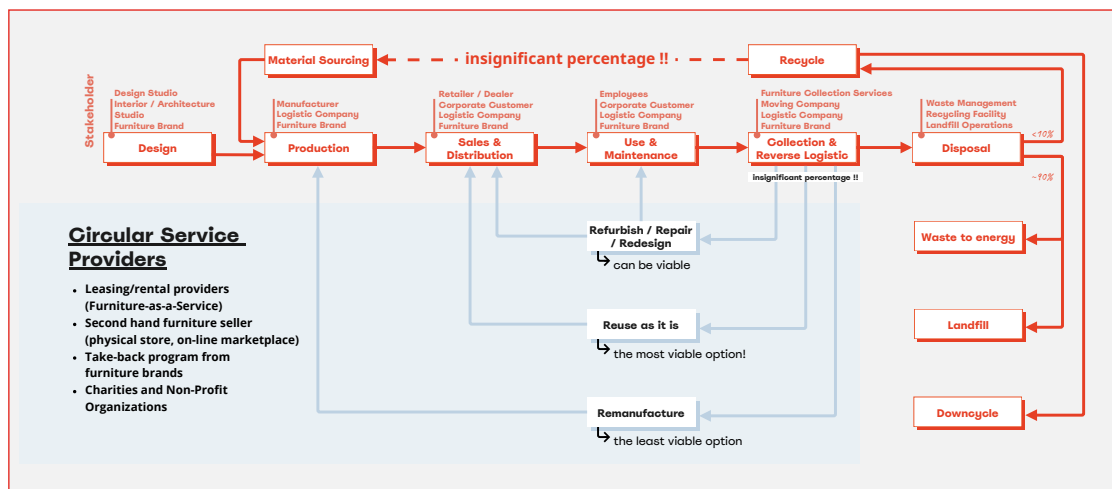 Material Sourcing
insignificant percentage !!
Recycle
Stakeholder
Design Studio
Interior / Architecture
Studio
Furniture Brand
Manufacturer
Logistic Company
Furniture Brand
Retailer / Dealer
Corporate Customer
Logistic Company
Furniture Brand
Employees
Corporate Customer
Logistic Company
Furniture Brand
Furniture Collection Services
Moving Company
Logistic Company
Furniture Brand
Waste Management
Recycling Facility
Landfill Operations
Design
Production
Sales &
Distribution
Use &
Maintenance
Collection &
Reverse Logistic
Disposal
<10%
~90%
insignificant percentage !!
Circular Service
Providers
• Leasing/rental providers
(Furniture-as-a-Service)
• Second hand furniture seller
(physical store, on-line marketplace)
• Take-back program from
furniture brands
• Charities and Non-Profit
Organizations
Refurbish / Repair
/ Redesign
can be viable
Reuse as it is
the most viable option!
Remanufacture
the least viable option
Waste to energy
Landfill
Downcycle